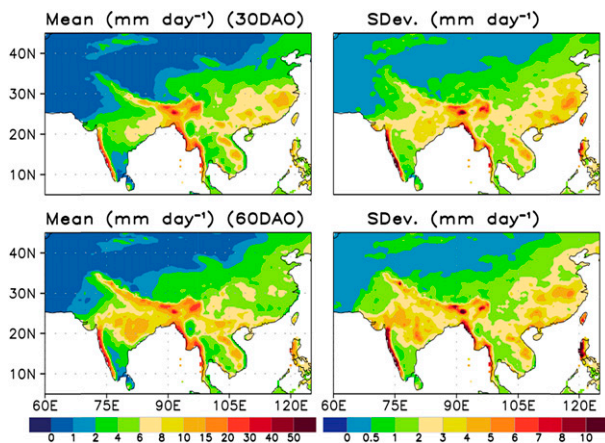 Mean (mm day⁻¹) (30DAO) SDev. (mm day⁻¹)
40N
30N
20N
10N
Mean (mm day⁻¹) (60DAO) SDev. (mm day⁻¹)
40N
30N
20N
10N
60E 75E 90E 105E 120E 60E 75E 90E 105E 120E
0 1 2 4 6 8 10 15 20 30 40 50 0 0.5 1 2 3 4 5 10